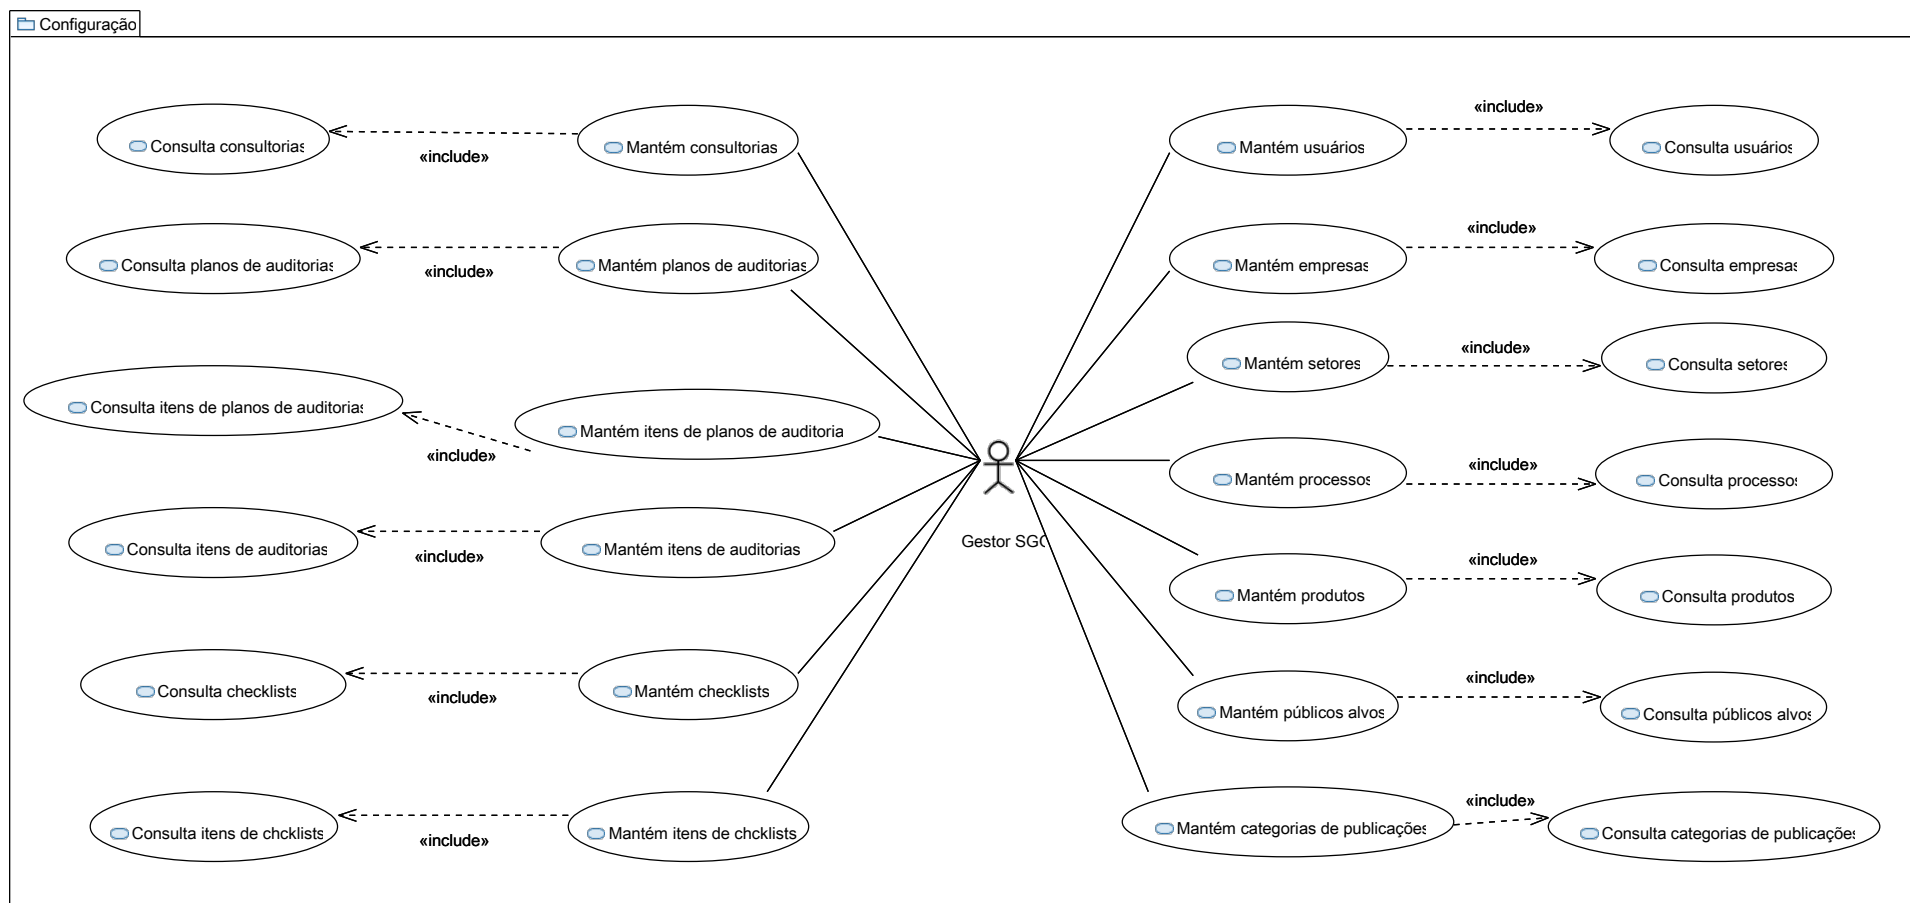 Configuração
Consulta consultorias
«include»
Mantém consultorias
Mantém usuários
«include»
Consulta usuários
Consulta planos de auditorias
«include»
Mantém planos de auditorias
Mantém empresas
«include»
Consulta empresas
Mantém setores
«include»
Consulta setores
Consulta itens de planos de auditorias
«include»
Mantém itens de planos de auditoria
Mantém processos
«include»
Consulta processos
Gestor SGC
Consulta itens de auditorias
«include»
Mantém itens de auditorias
Mantém produtos
«include»
Consulta produtos
Consulta checklists
«include»
Mantém checklists
Mantém públicos alvos
«include»
Consulta públicos alvos
Consulta itens de chcklists
«include»
Mantém itens de chcklists
Mantém categorias de publicações
«include»
Consulta categorias de publicações